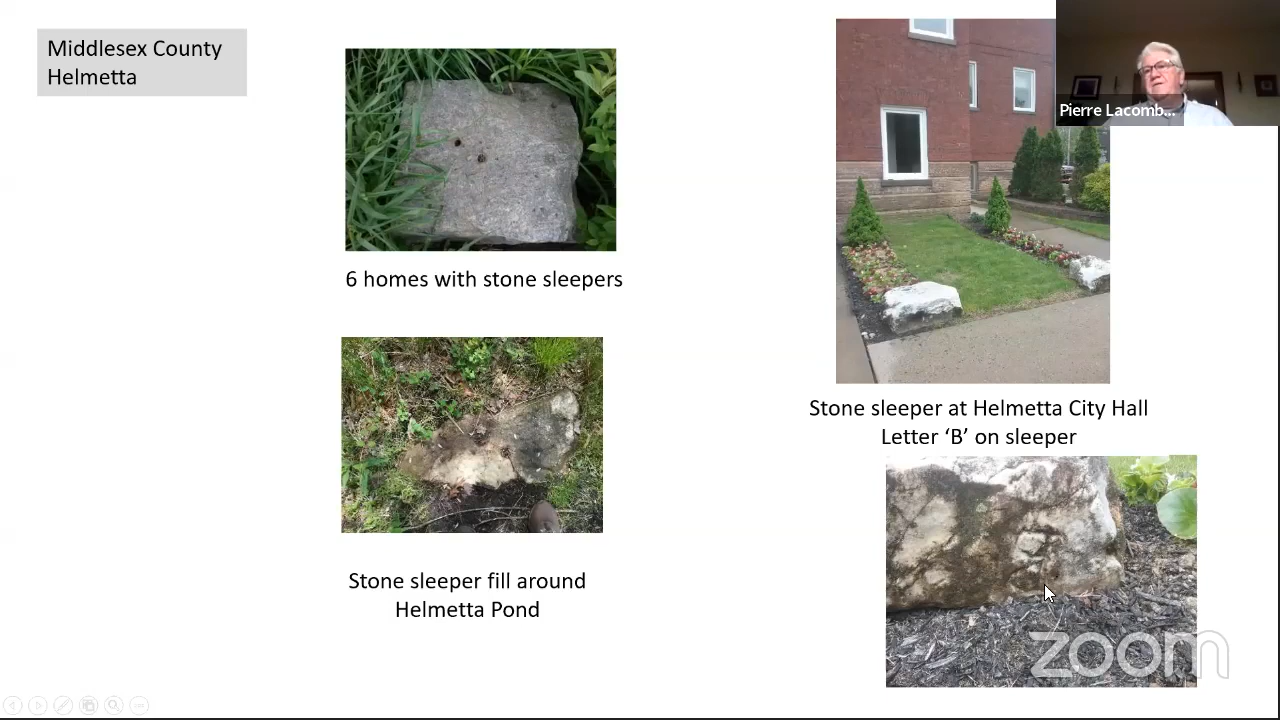 Middlesex County
Helmetta
6 homes with stone sleepers
Stone sleeper fill around
Helmetta Pond
Pierre Lacomb...
Stone sleeper at Helmetta City Hall
Letter ‘B’ on sleeper
zoom